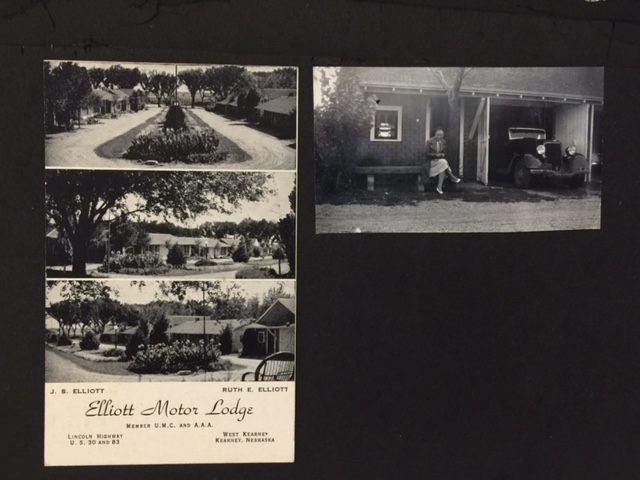 J. S. ELLIOTT RUTH E. ELLIOTT
Elliott Motor Lodge
MEMBER U.M.C. AND A.A.A.
LINCOLN HIGHWAY
U. S. 30 AND 83
WEST KEARNEY
KEARNEY, NEBRASKA